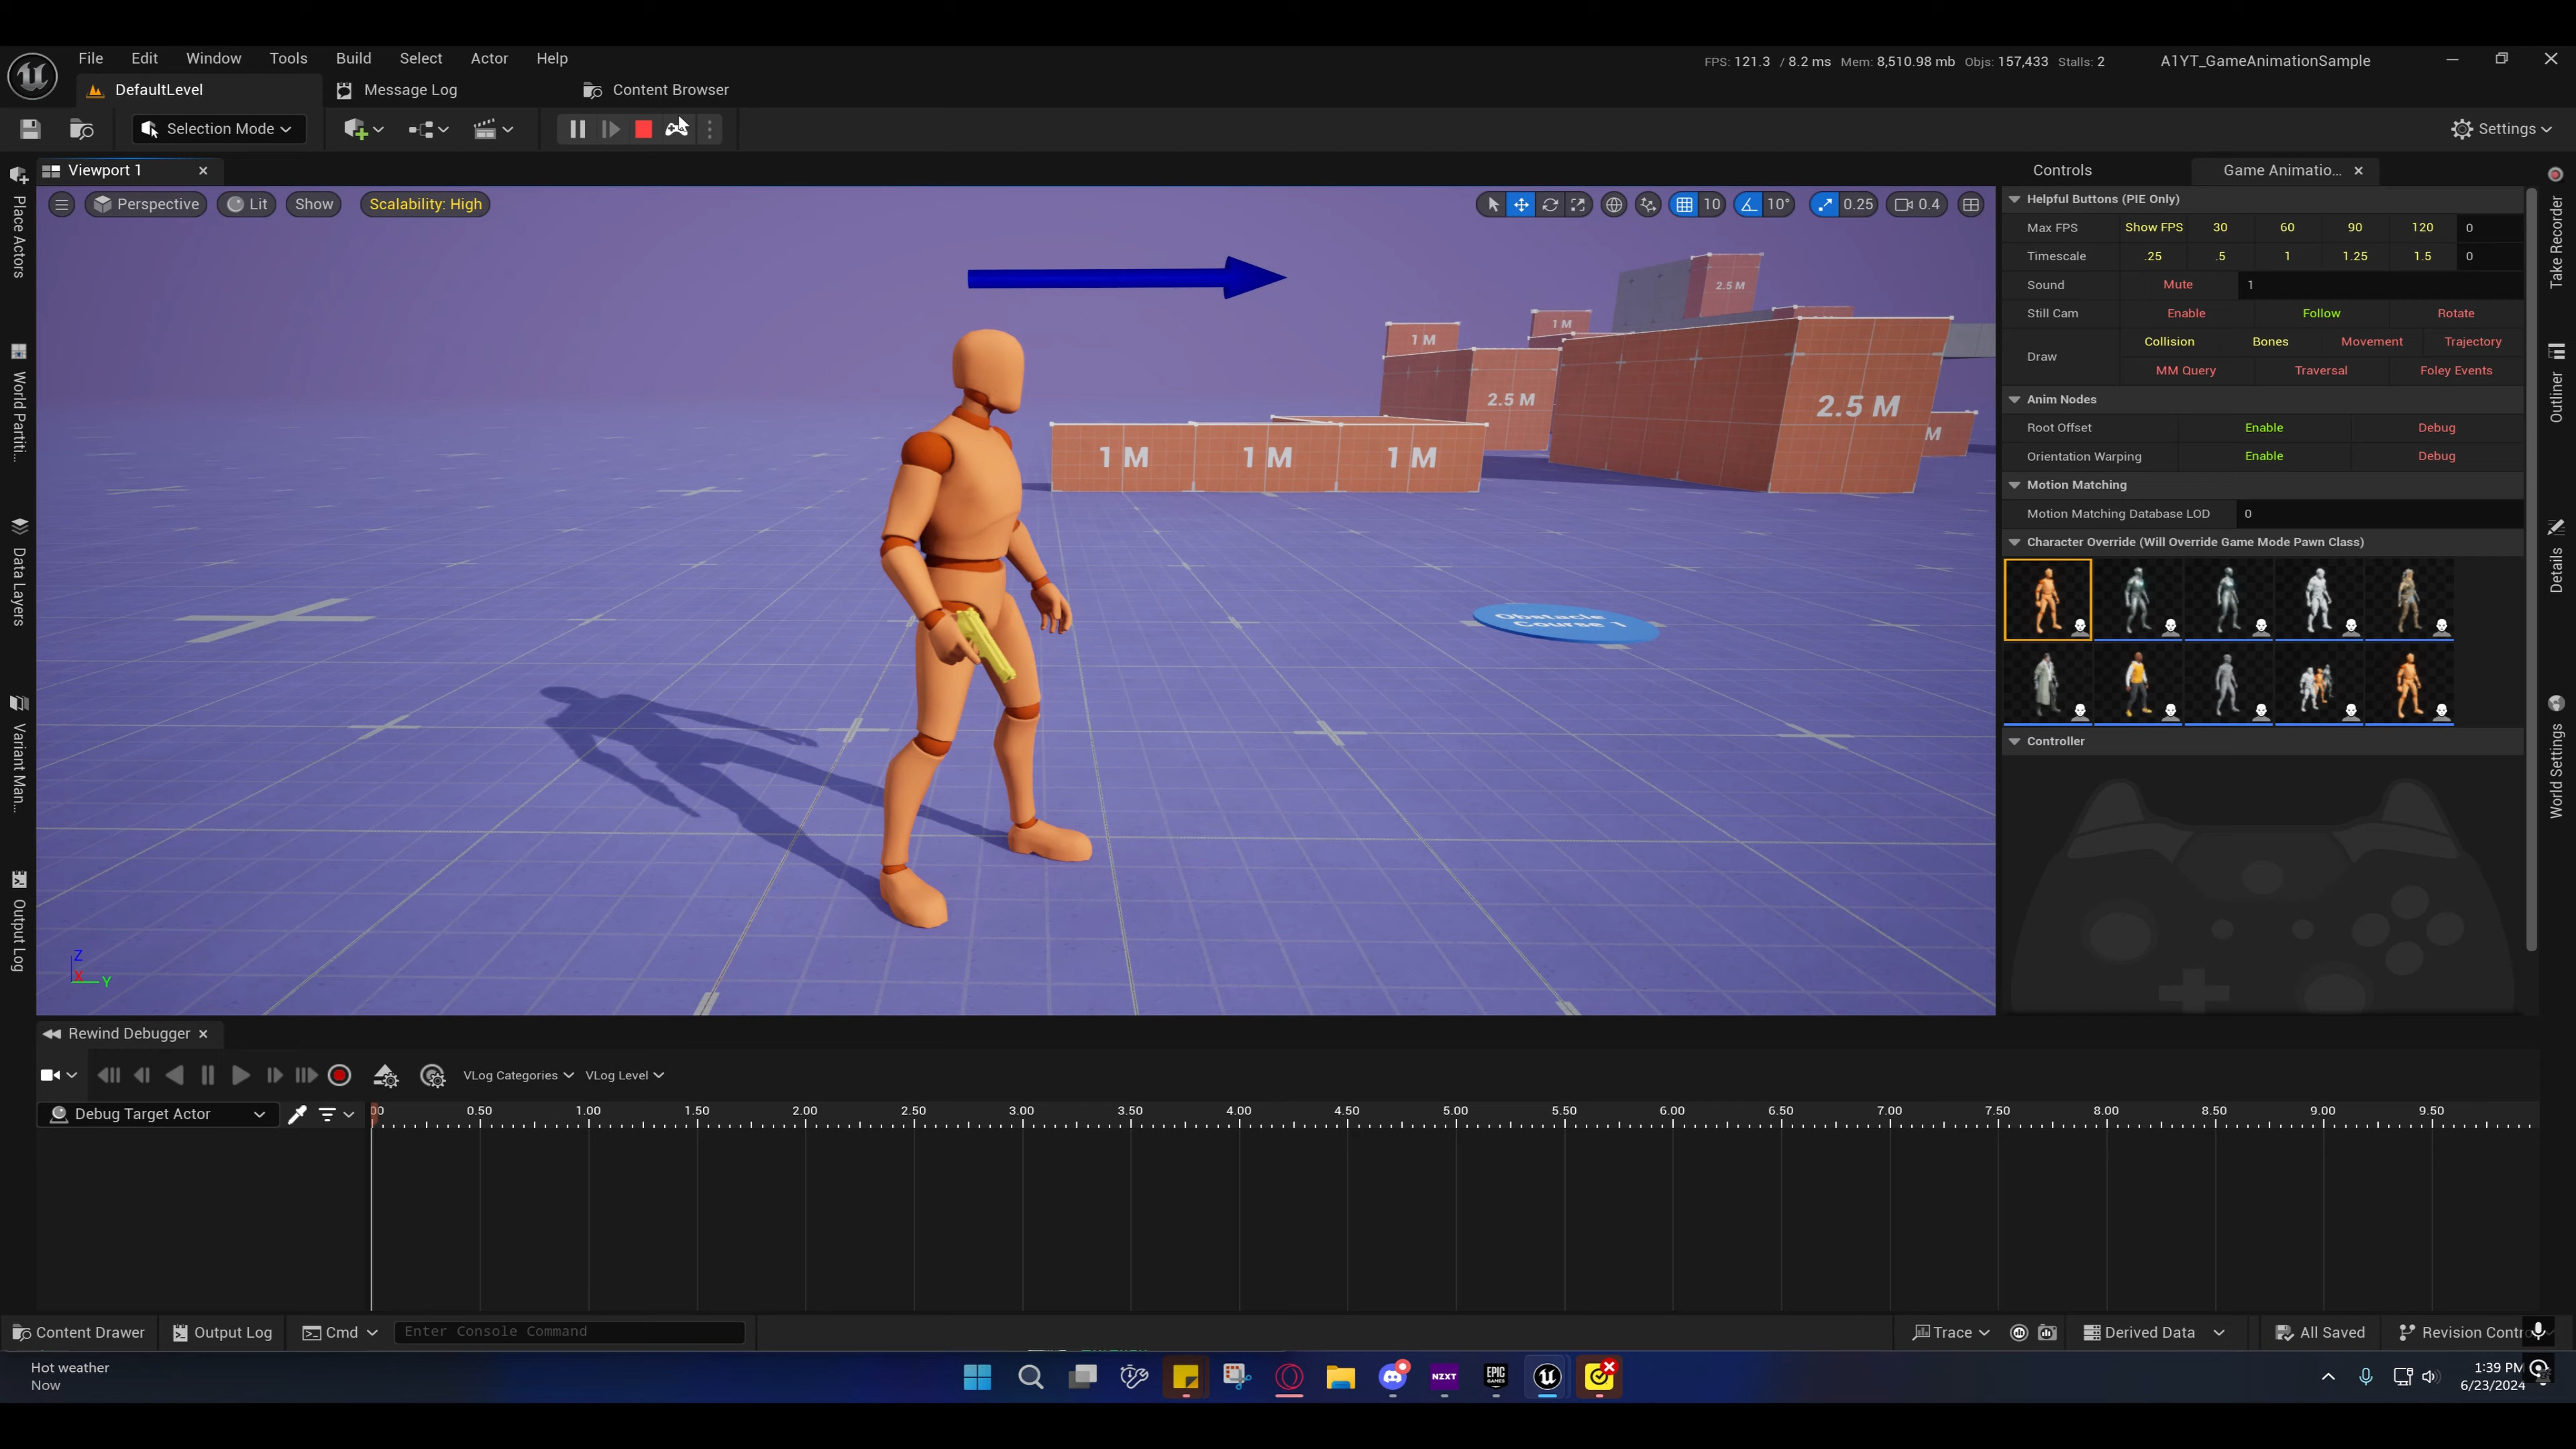 File Edit Window Tools Build Select Actor Help
FPS: 121.3 / 8.2 ms Mem: 8,510.98 mb Objs: 157,433 Stalls: 2
A1YT_GameAnimationSample
DefaultLevel
Message Log
Content Browser
Selection Mode
Settings
Viewport 1
Perspective
Lit
Show
Scalability: High
10
10°
0.25
0.4
Controls
Game Animatio...
Place Actors
World Partiti...
Data Layers
Variant Man...
Output Log
2.5 M
1 M
1 M
2.5 M
2.5 M
M
1 M
1 M
1 M
Obstacle
Course 1
Z
X
Y
Helpful Buttons (PIE Only)
Max FPS Show FPS 30 60 90 120 0
Timescale .25 .5 1 1.25 1.5 0
Sound Mute 1
Still Cam Enable Follow Rotate
Draw
Collision Bones Movement Trajectory
MM Query Traversal Foley Events
Anim Nodes
Root Offset Enable Debug
Orientation Warping Enable Debug
Motion Matching
Motion Matching Database LOD 0
Character Override (Will Override Game Mode Pawn Class)
Controller
Take Recorder
Outliner
Details
World Settings
Rewind Debugger
VLog Categories VLog Level
Debug Target Actor
00 0.50 1.00 1.50 2.00 2.50 3.00 3.50 4.00 4.50 5.00 5.50 6.00 6.50 7.00 7.50 8.00 8.50 9.00 9.50
Content Drawer
Output Log
Cmd
Enter Console Command
Trace
Derived Data
All Saved
Revision Contro
Hot weather
Now
NZXT
EPIC
GAMES
1:39 PM
6/23/2024